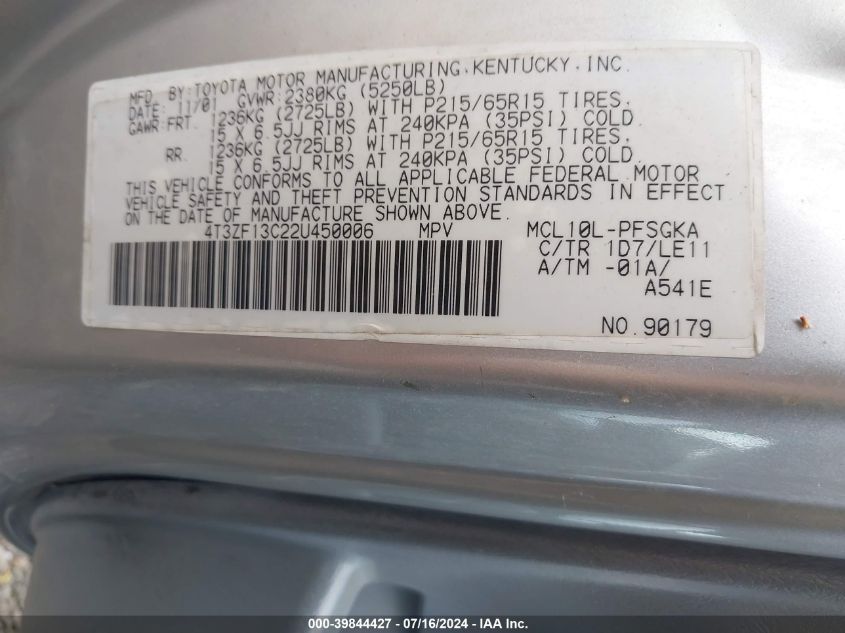 MFD. BY: TOYOTA MOTOR MANUFACTURING, KENTUCKY, INC.
DATE: 11/01 GVWR: 2380KG (5250LB)
GAWR: FRT. 1236KG (2725LB) WITH P215/65R15 TIRES.
15 X 6.5JJ RIMS AT 240KPA (35PSI) COLD.
RR. 1236KG (2725LB) WITH P215/65R15 TIRES.
15 X 6.5JJ RIMS AT 240KPA (35PSI) COLD.
THIS VEHICLE CONFORMS TO ALL APPLICABLE FEDERAL MOTOR
VEHICLE SAFETY AND THEFT PREVENTION STANDARDS IN EFFECT
ON THE DATE OF MANUFACTURE SHOWN ABOVE.
4T3ZF13C22U450006 MPV MCL10L-PFSGKA
C/TR 1D7/LE11
A/TM -01A/
A541E
NO. 90179
000-39844427 - 07/16/2024 - WWW.IAAI.COM